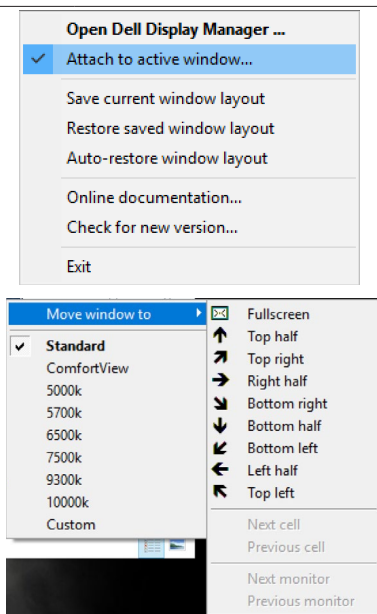 Open Dell Display Manager ...
Attach to active window...
Save current window layout
Restore saved window layout
Auto-restore window layout
Online documentation...
Check for new version...
Exit
Move window to
Standard
ComfortView
5000k
5700k
6500k
7500k
9300k
10000k
Custom
Fullscreen
Top half
Top right
Right half
Bottom right
Bottom half
Bottom left
Left half
Top left
Next cell
Previous cell
Next monitor
Previous monitor